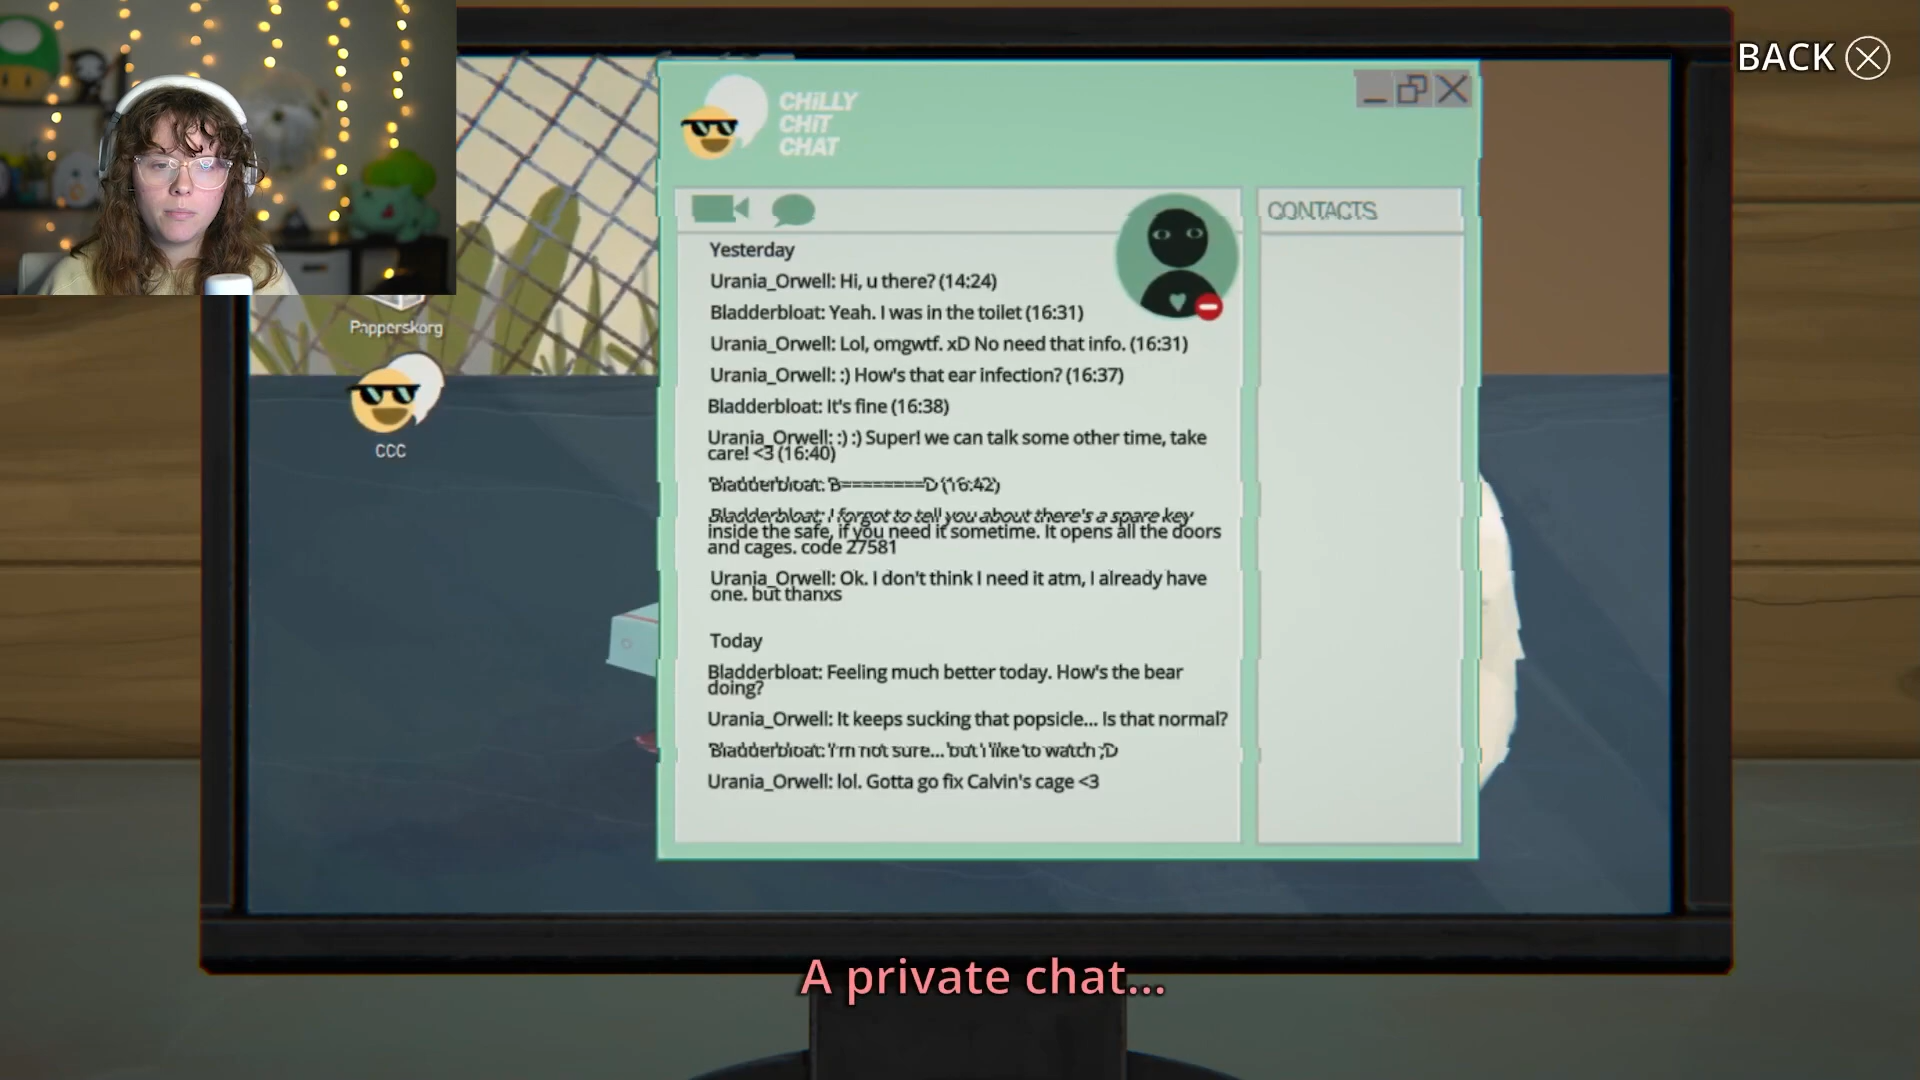 BACK
CHiLLY
CHiT
CHAT
CONTACTS
Yesterday
Urania_Orwell: Hi, u there? (14:24)
Bladderbloat: Yeah. I was in the toilet (16:31)
Urania_Orwell: Lol, omgwtf. xD No need that info. (16:31)
Urania_Orwell: :) How's that ear infection? (16:37)
Bladderbloat: It's fine (16:38)
Urania_Orwell: :) :) Super! we can talk some other time, take
care! <3 (16:40)
Bladderbloat: B========D (16:42)
Bladderbloat: I forgot to tell you about there's a spare key
inside the safe, if you need it sometime. It opens all the doors
and cages. code 27581
Urania_Orwell: Ok. I don't think I need it atm, I already have
one. but thanxs
Today
Bladderbloat: Feeling much better today. How's the bear
doing?
Urania_Orwell: It keeps sucking that popsicle... Is that normal?
Bladderbloat: I'm not sure... but i like to watch ;D
Urania_Orwell: lol. Gotta go fix Calvin's cage <3
Papperskorg
CCC
A private chat...